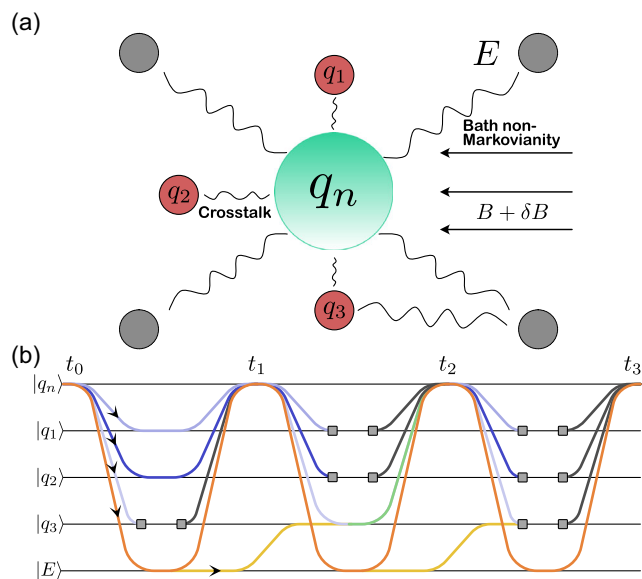 (a)
q₁
E
Bath non-
Markovianity
q₂
qₙ
Crosstalk
B + δB
q₃
(b)
t₀ t₁ t₂ t₃
|qₙ⟩
|q₁⟩
|q₂⟩
|q₃⟩
|E⟩